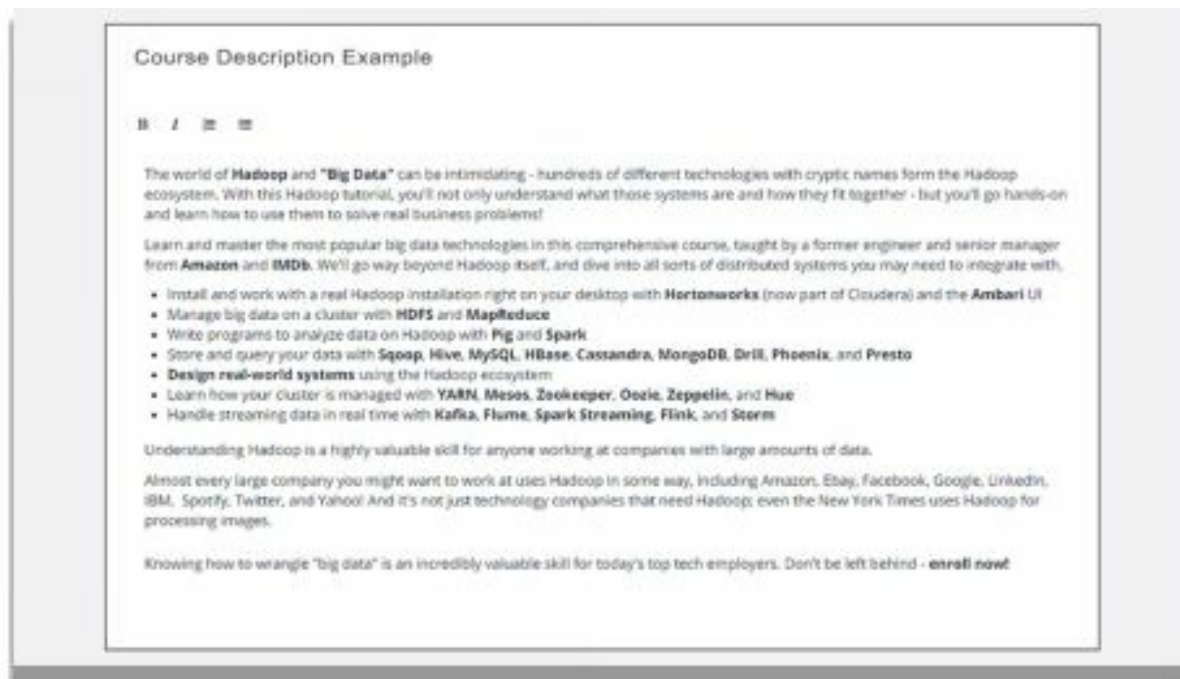 Course Description Example
B I
The world of Hadoop and "Big Data" can be intimidating - hundreds of different technologies with cryptic names form the Hadoop
ecosystem. With this Hadoop tutorial, you'll not only understand what those systems are and how they fit together - but you'll go hands-on
and learn how to use them to solve real business problems!
Learn and master the most popular big data technologies in this comprehensive course, taught by a former engineer and senior manager
from Amazon and IMDb. We'll go way beyond Hadoop itself, and dive into all sorts of distributed systems you may need to integrate with.
• Install and work with a real Hadoop installation right on your desktop with Hortonworks (now part of Cloudera) and the Ambari UI
• Manage big data on a cluster with HDFS and MapReduce
• Write programs to analyze data on Hadoop with Pig and Spark
• Store and query your data with Sqoop, Hive, MySQL, HBase, Cassandra, MongoDB, Drill, Phoenix, and Presto
• Design real-world systems using the Hadoop ecosystem
• Learn how your cluster is managed with YARN, Mesos, Zookeeper, Oozie, Zeppelin, and Hue
• Handle streaming data in real time with Kafka, Flume, Spark Streaming, Flink, and Storm
Understanding Hadoop is a highly valuable skill for anyone working at companies with large amounts of data.
Almost every large company you might want to work at uses Hadoop in some way, including Amazon, Ebay, Facebook, Google, LinkedIn,
IBM, Spotify, Twitter, and Yahoo! And it's not just technology companies that need Hadoop; even the New York Times uses Hadoop for
processing images.
Knowing how to wrangle "big data" is an incredibly valuable skill for today's top tech employers. Don't be left behind - enroll now!